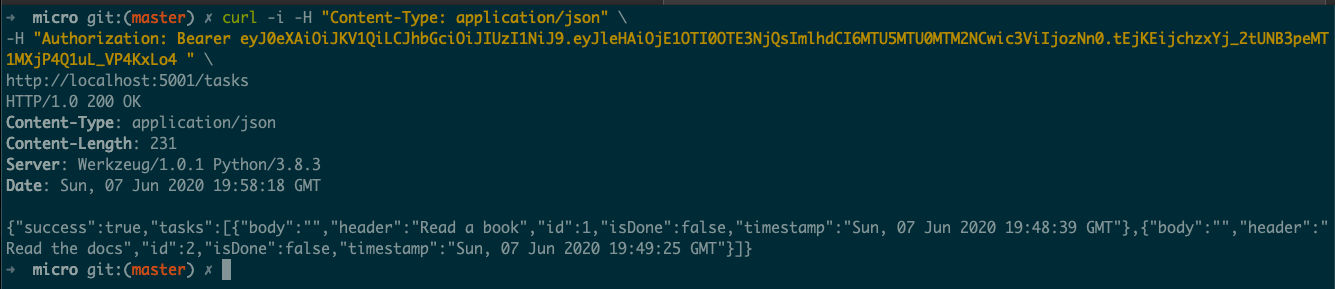 ➜  micro git:(master) ✗ curl -i -H "Content-Type: application/json" \
-H "Authorization: Bearer eyJ0eXAiOiJKV1QiLCJhbGciOiJIUzI1NiJ9.eyJleHAiOjE1OTI0OTE3NjQsImlhdCI6MTU5MTU0MTM2NCwic3ViIjozNn0.tEjKEijchzxYj_2tUNB3peMT
1MXjP4Q1uL_VP4KxLo4 " \
http://localhost:5001/tasks
HTTP/1.0 200 OK
Content-Type: application/json
Content-Length: 231
Server: Werkzeug/1.0.1 Python/3.8.3
Date: Sun, 07 Jun 2020 19:58:18 GMT

{"success":true,"tasks":[{"body":"","header":"Read a book","id":1,"isDone":false,"timestamp":"Sun, 07 Jun 2020 19:48:39 GMT"},{"body":"","header":"
Read the docs","id":2,"isDone":false,"timestamp":"Sun, 07 Jun 2020 19:49:25 GMT"}]}
➜  micro git:(master) ✗